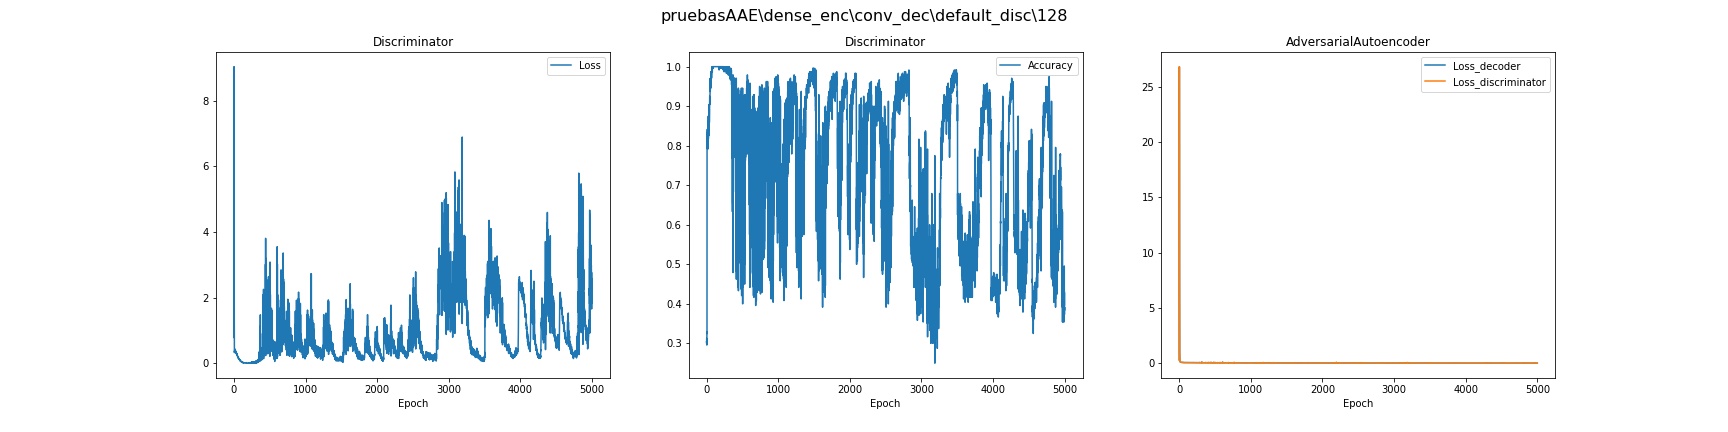 pruebasAAE\dense_enc\conv_dec\default_disc\128
Discriminator
Loss
8
6
4
2
0
0 1000 2000 3000 4000 5000
Epoch
Discriminator
Accuracy
1.0
0.9
0.8
0.7
0.6
0.5
0.4
0.3
0 1000 2000 3000 4000 5000
Epoch
AdversarialAutoencoder
Loss_decoder
Loss_discriminator
25
20
15
10
5
0
0 1000 2000 3000 4000 5000
Epoch